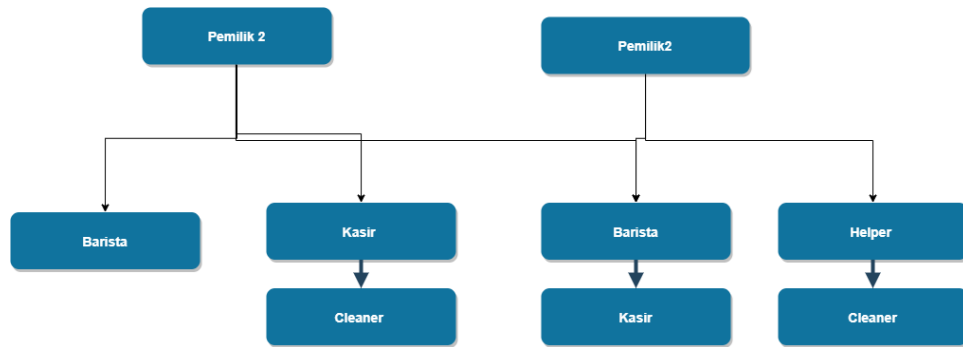 Pemilik 2
Pemilik2
Barista
Kasir
Barista
Helper
Cleaner
Kasir
Cleaner